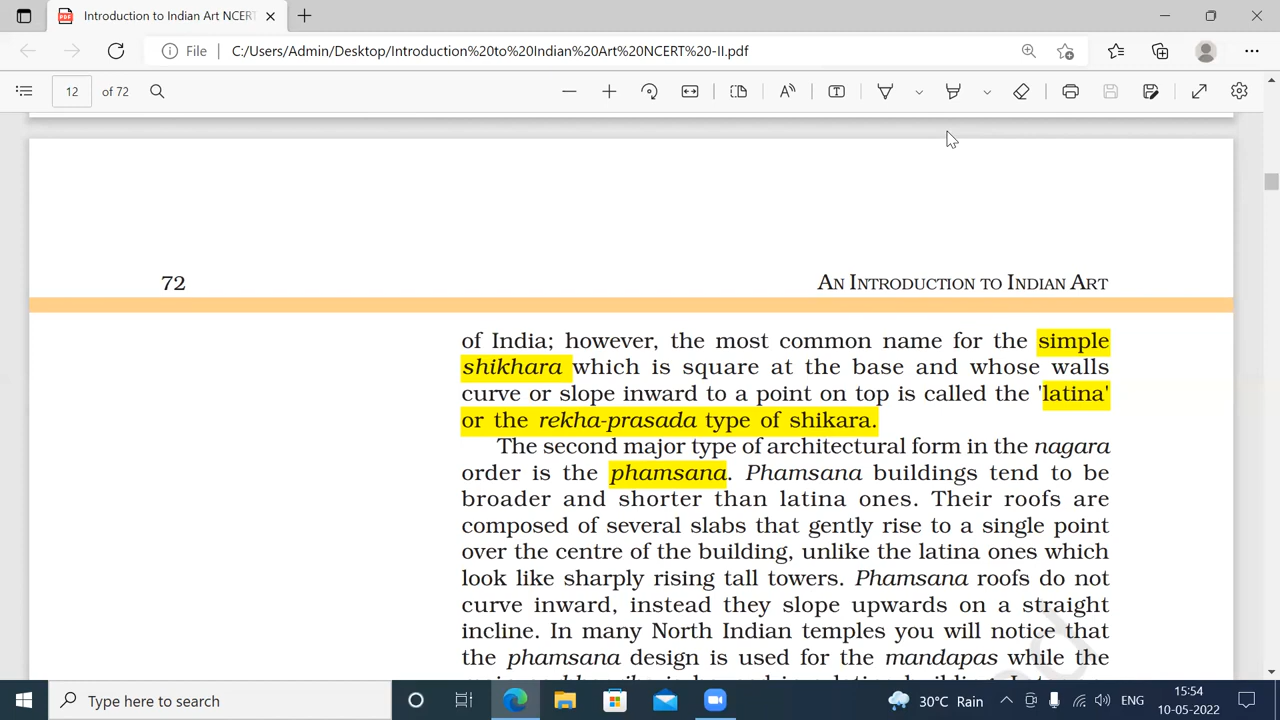 Introduction to Indian Art NCERT
File
C:/Users/Admin/Desktop/Introduction%20to%20Indian%20Art%20NCERT%20-II.pdf
12 of 72
72
AN INTRODUCTION TO INDIAN ART
of India; however, the most common name for the simple
shikhara which is square at the base and whose walls
curve or slope inward to a point on top is called the 'latina'
or the rekha-prasada type of shikara.
The second major type of architectural form in the nagara
order is the phamsana. Phamsana buildings tend to be
broader and shorter than latina ones. Their roofs are
composed of several slabs that gently rise to a single point
over the centre of the building, unlike the latina ones which
look like sharply rising tall towers. Phamsana roofs do not
curve inward, instead they slope upwards on a straight
incline. In many North Indian temples you will notice that
the phamsana design is used for the mandapas while the
Type here to search
30°C Rain
ENG
15:54
10-05-2022